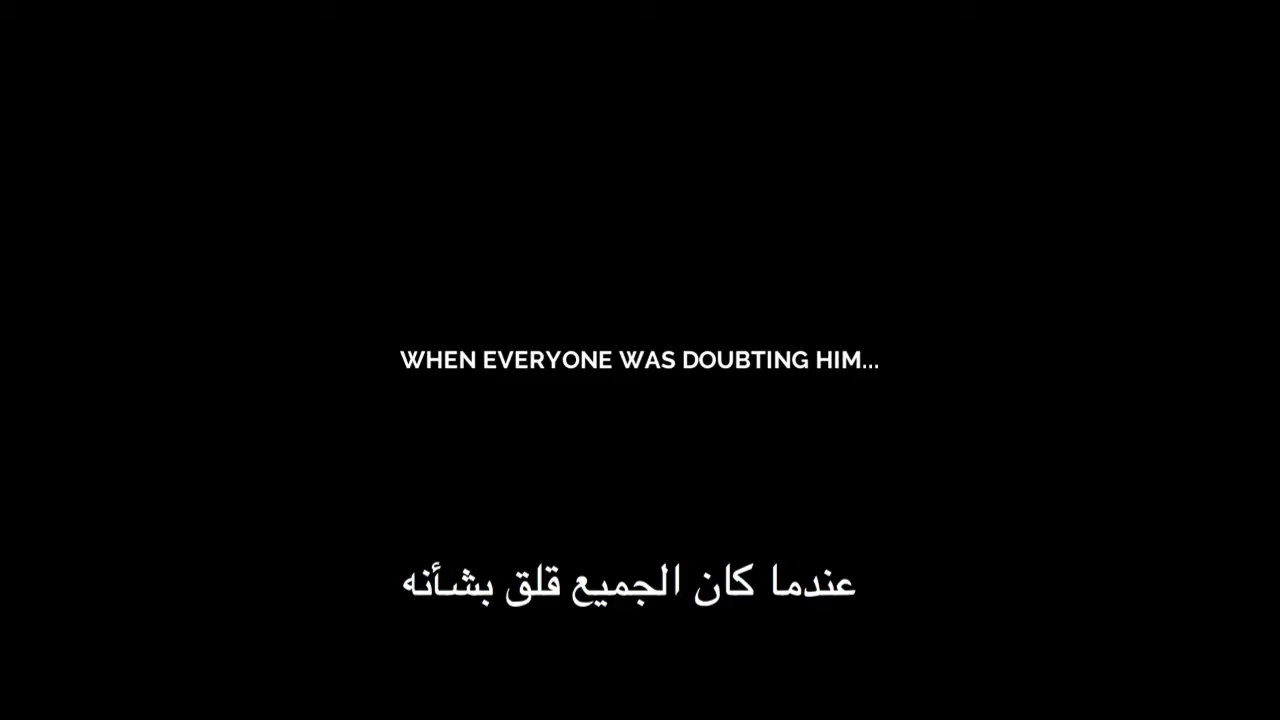 WHEN EVERYONE WAS DOUBTING HIM...
عندما كان الجميع قلق بشأنه